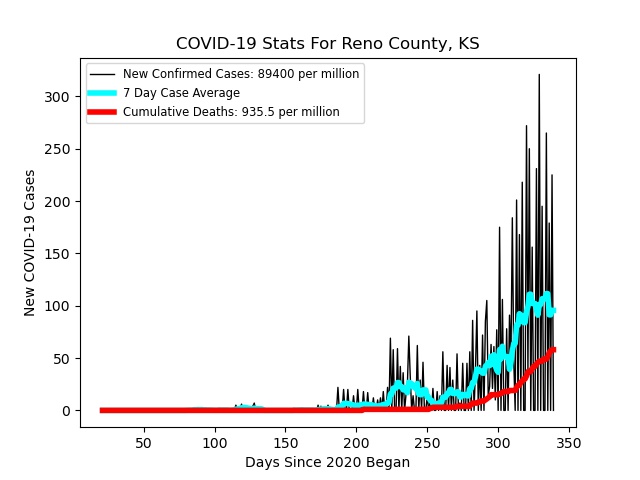 COVID-19 Stats For Reno County, KS
New Confirmed Cases: 89400 per million
7 Day Case Average
Cumulative Deaths: 935.5 per million
New COVID-19 Cases
300
250
200
150
100
50
0
50 100 150 200 250 300 350
Days Since 2020 Began